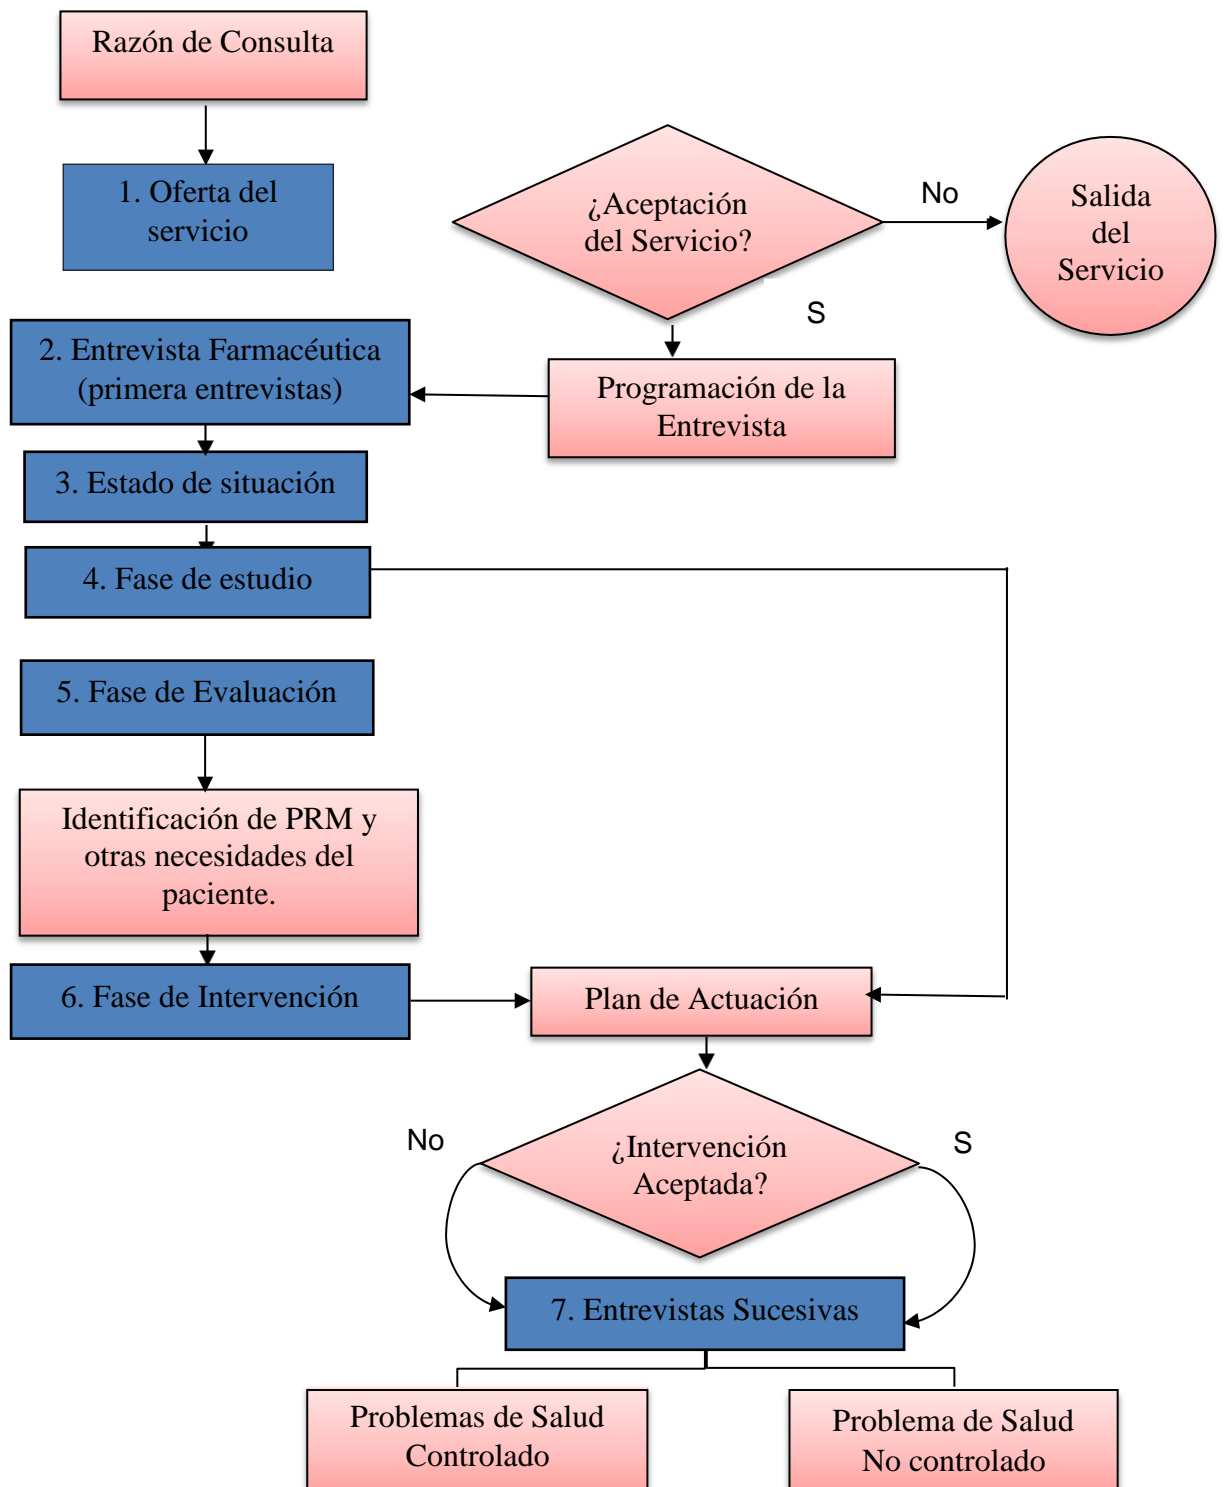 Razón de Consulta
1. Oferta del
servicio
¿Aceptación
del Servicio?
No
Salida
del
Servicio
S
2. Entrevista Farmacéutica
(primera entrevistas)
Programación de la
Entrevista
3. Estado de situación
4. Fase de estudio
5. Fase de Evaluación
Identificación de PRM y
otras necesidades del
paciente.
6. Fase de Intervención
Plan de Actuación
No
¿Intervención
Aceptada?
S
7. Entrevistas Sucesivas
Problemas de Salud
Controlado
Problema de Salud
No controlado